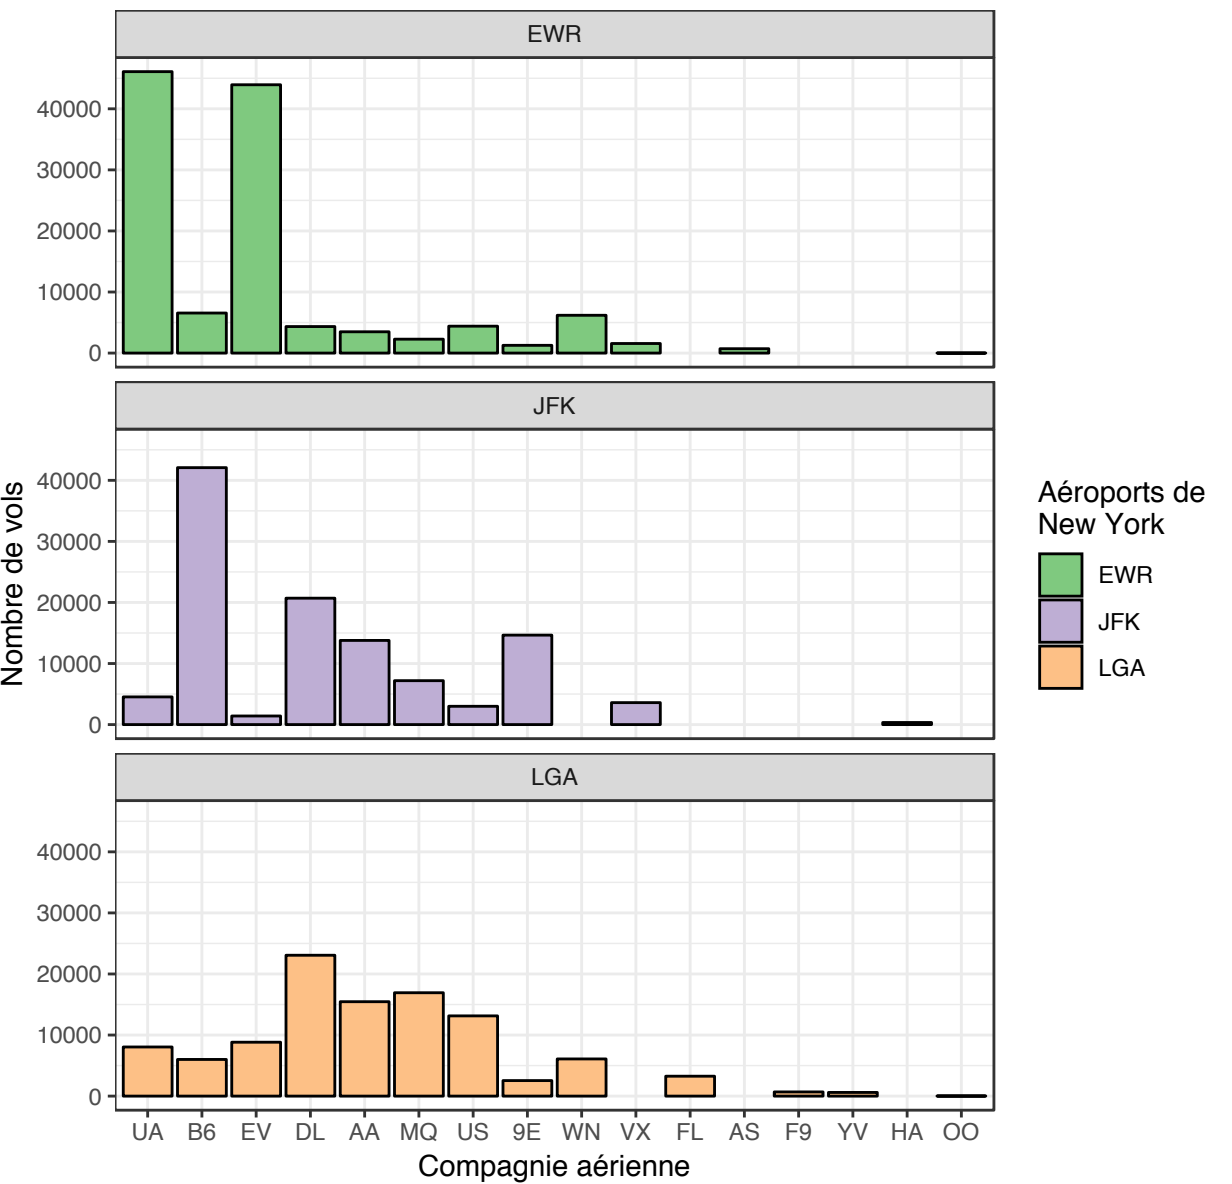 EWR
40000
30000
20000
10000
0
JFK
40000
30000
20000
10000
0
LGA
40000
30000
20000
10000
0
UA B6 EV DL AA MQ US 9E WN VX FL AS F9 YV HA OO
Compagnie aérienne
Nombre de vols
Aéroports de
New York
EWR
JFK
LGA